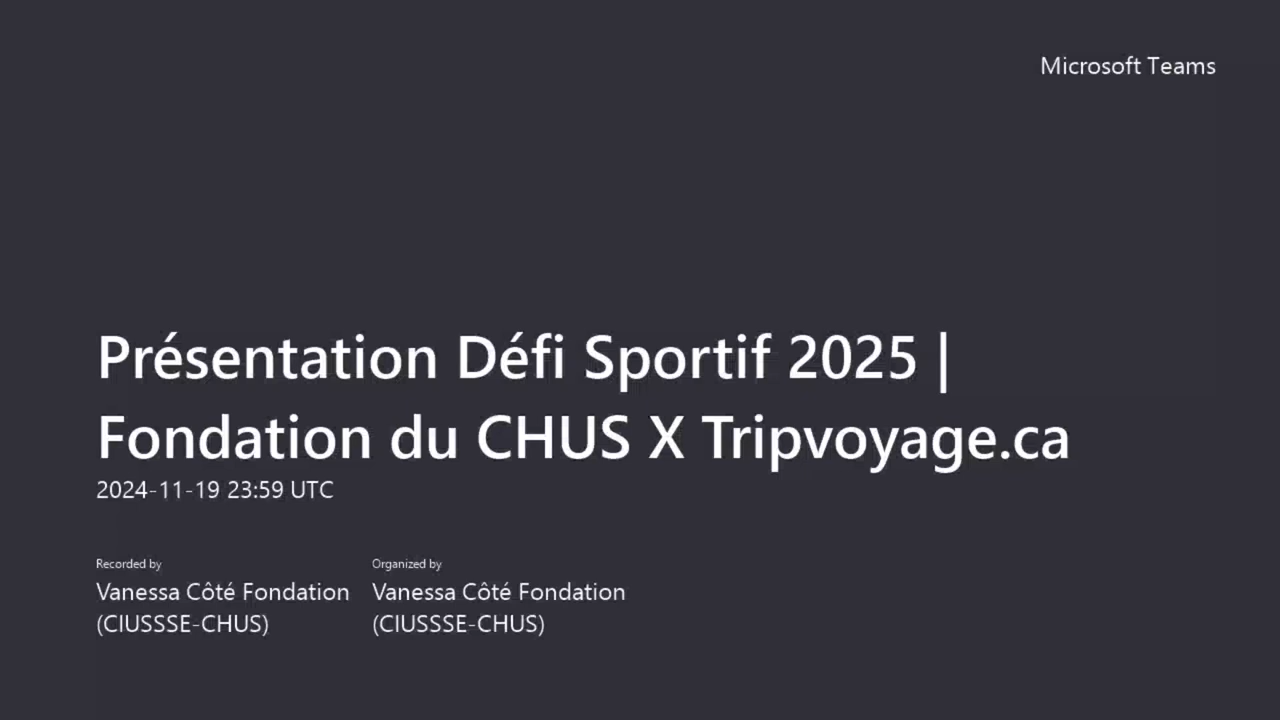 Microsoft Teams
Présentation Défi Sportif 2025 |
Fondation du CHUS X Tripvoyage.ca
2024-11-19 23:59 UTC
Recorded by
Vanessa Côté Fondation
(CIUSSSE-CHUS)
Organized by
Vanessa Côté Fondation
(CIUSSSE-CHUS)